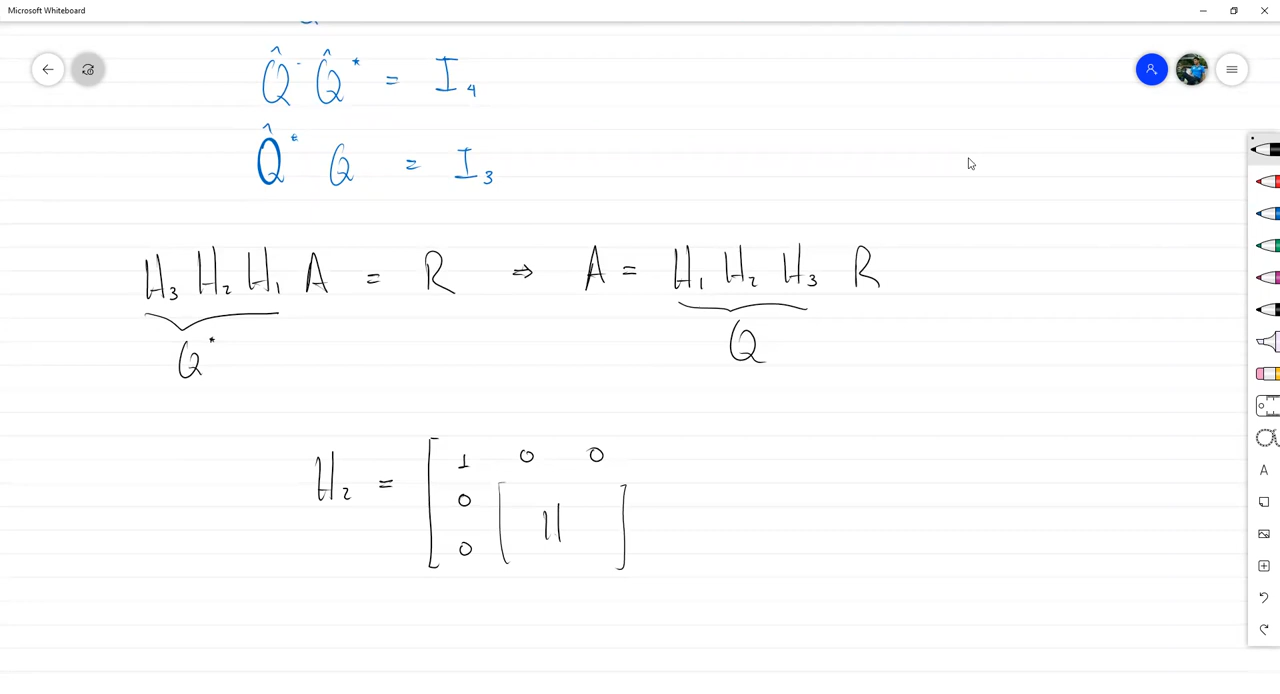 Microsoft Whiteboard
Q̂ Q̂* = I₄
Q̂* Q = I₃
H₃ H₂ H₁ A = R ⇒ A = H₁ H₂ H₃ R
Q* Q
H₂ = [ 1 0 0
0 [ ]
0 ]
A